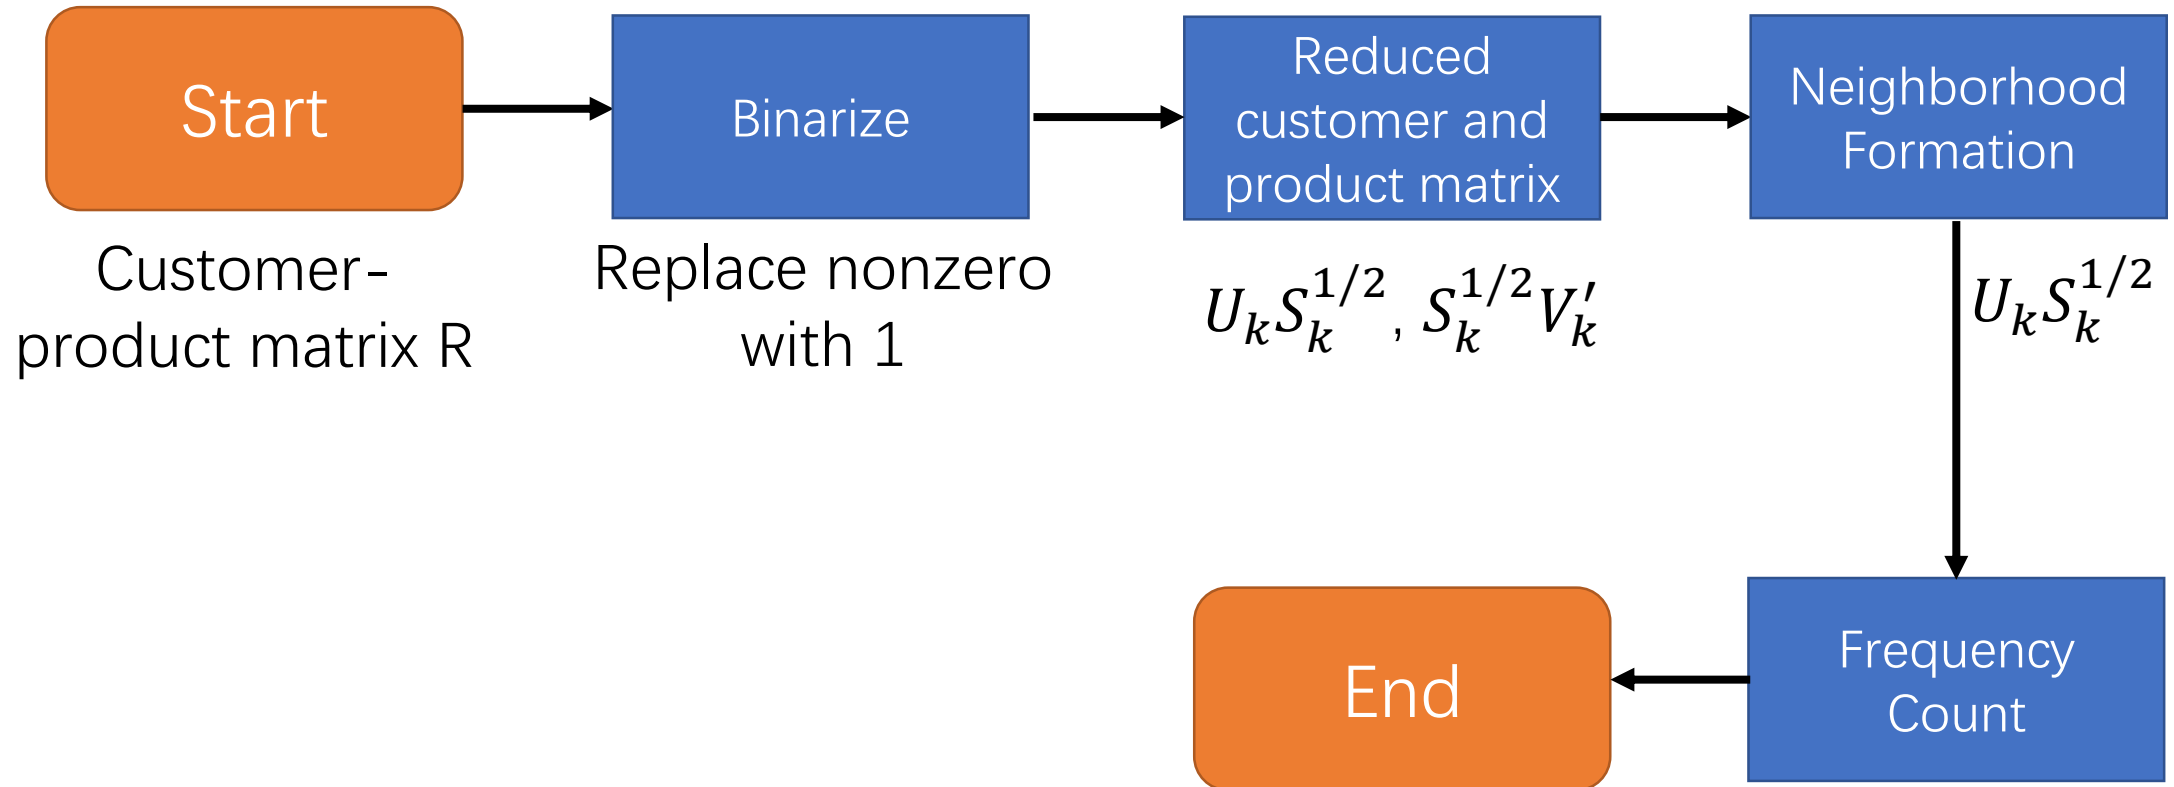 Start
Customer-
product matrix R
Binarize
Replace nonzero
with 1
Reduced
customer and
product matrix
$U_k S_k^{1/2}$, $S_k^{1/2} V_k'$
Neighborhood
Formation
$U_k S_k^{1/2}$
Frequency
Count
End